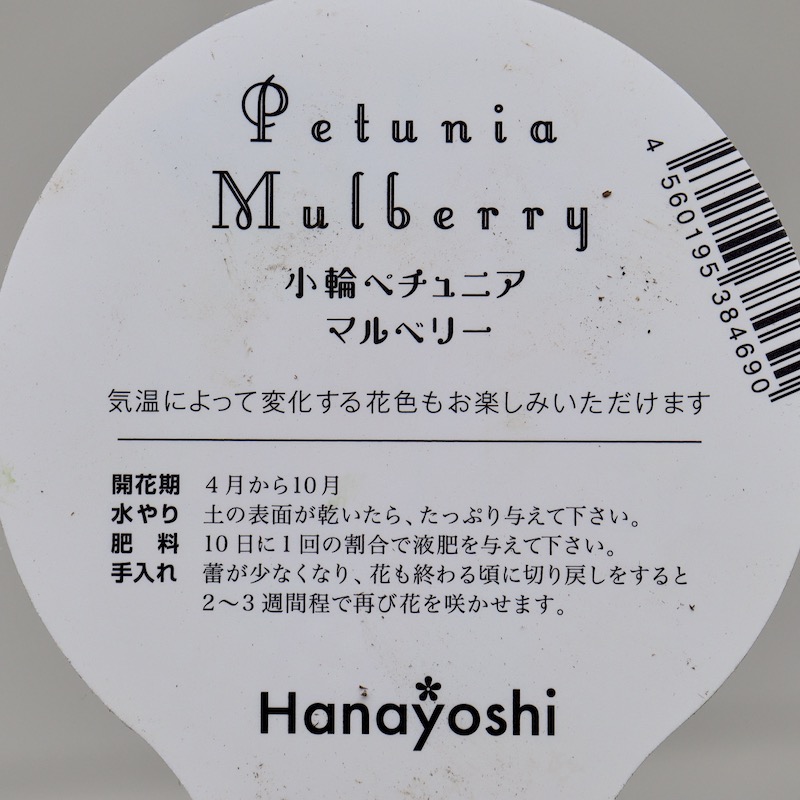 Petunia
Mulberry
小輪ペチュニア
マルベリー
4 560195 384690
気温によって変化する花色もお楽しみいただけます
開花期 4月から10月
水やり 土の表面が乾いたら、たっぷり与えて下さい。
肥 料 10日に1回の割合で液肥を与えて下さい。
手入れ 蕾が少なくなり、花も終わる頃に切り戻しをすると
2〜3週間程で再び花を咲かせます。
Hanayoshi